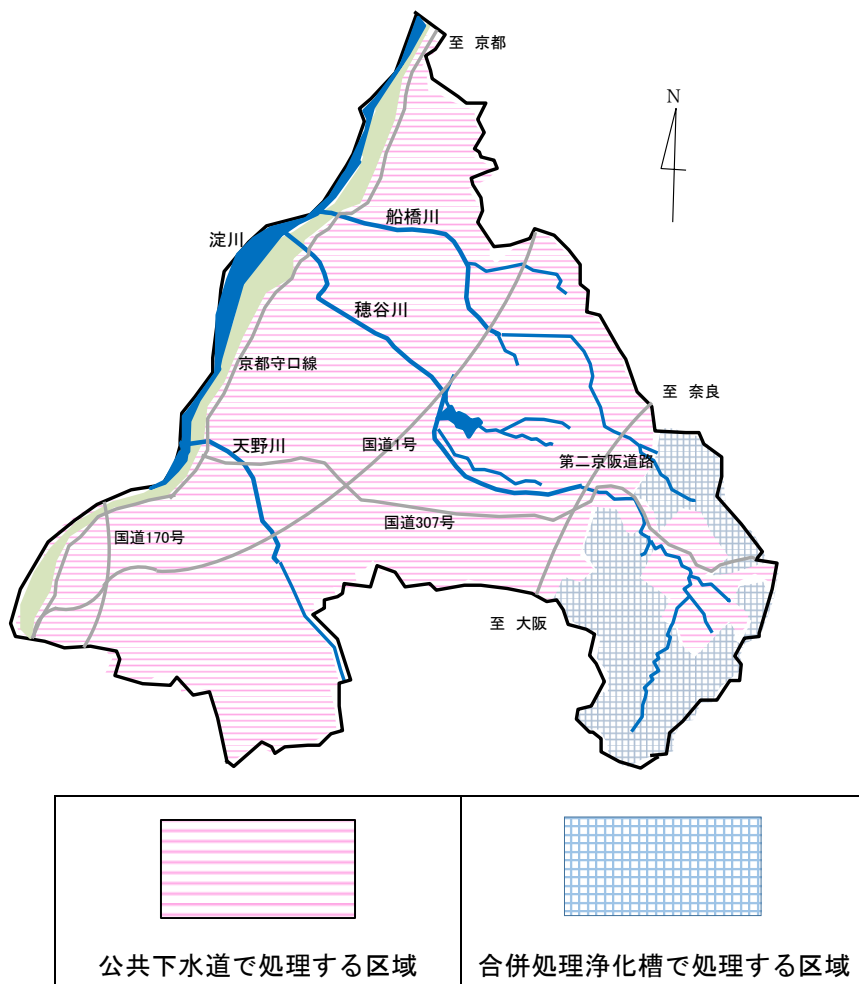 至 京都
N
船橋川
淀川
穂谷川
京都守口線
至 奈良
天野川
国道1号
第二京阪道路
国道307号
国道170号
至 大阪
公共下水道で処理する区域
合併処理浄化槽で処理する区域